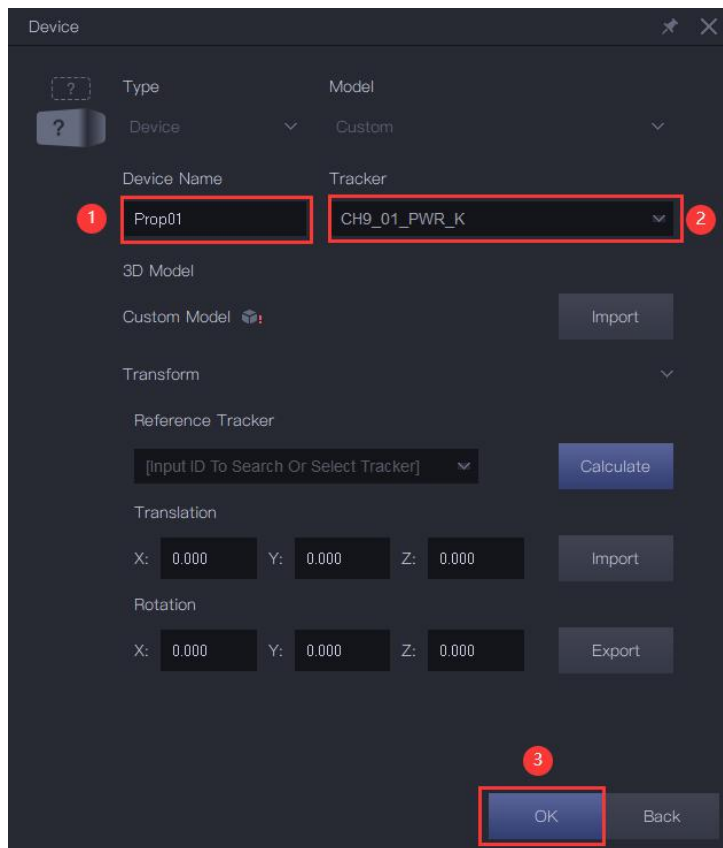 Device
?
Type Model
?
Device Custom
Device Name Tracker
1 Prop01 CH9_01_PWR_K 2
3D Model
Custom Model ! Import
Transform
Reference Tracker
[Input ID To Search Or Select Tracker] Calculate
Translation
X: 0.000 Y: 0.000 Z: 0.000 Import
Rotation
X: 0.000 Y: 0.000 Z: 0.000 Export
3
OK Back